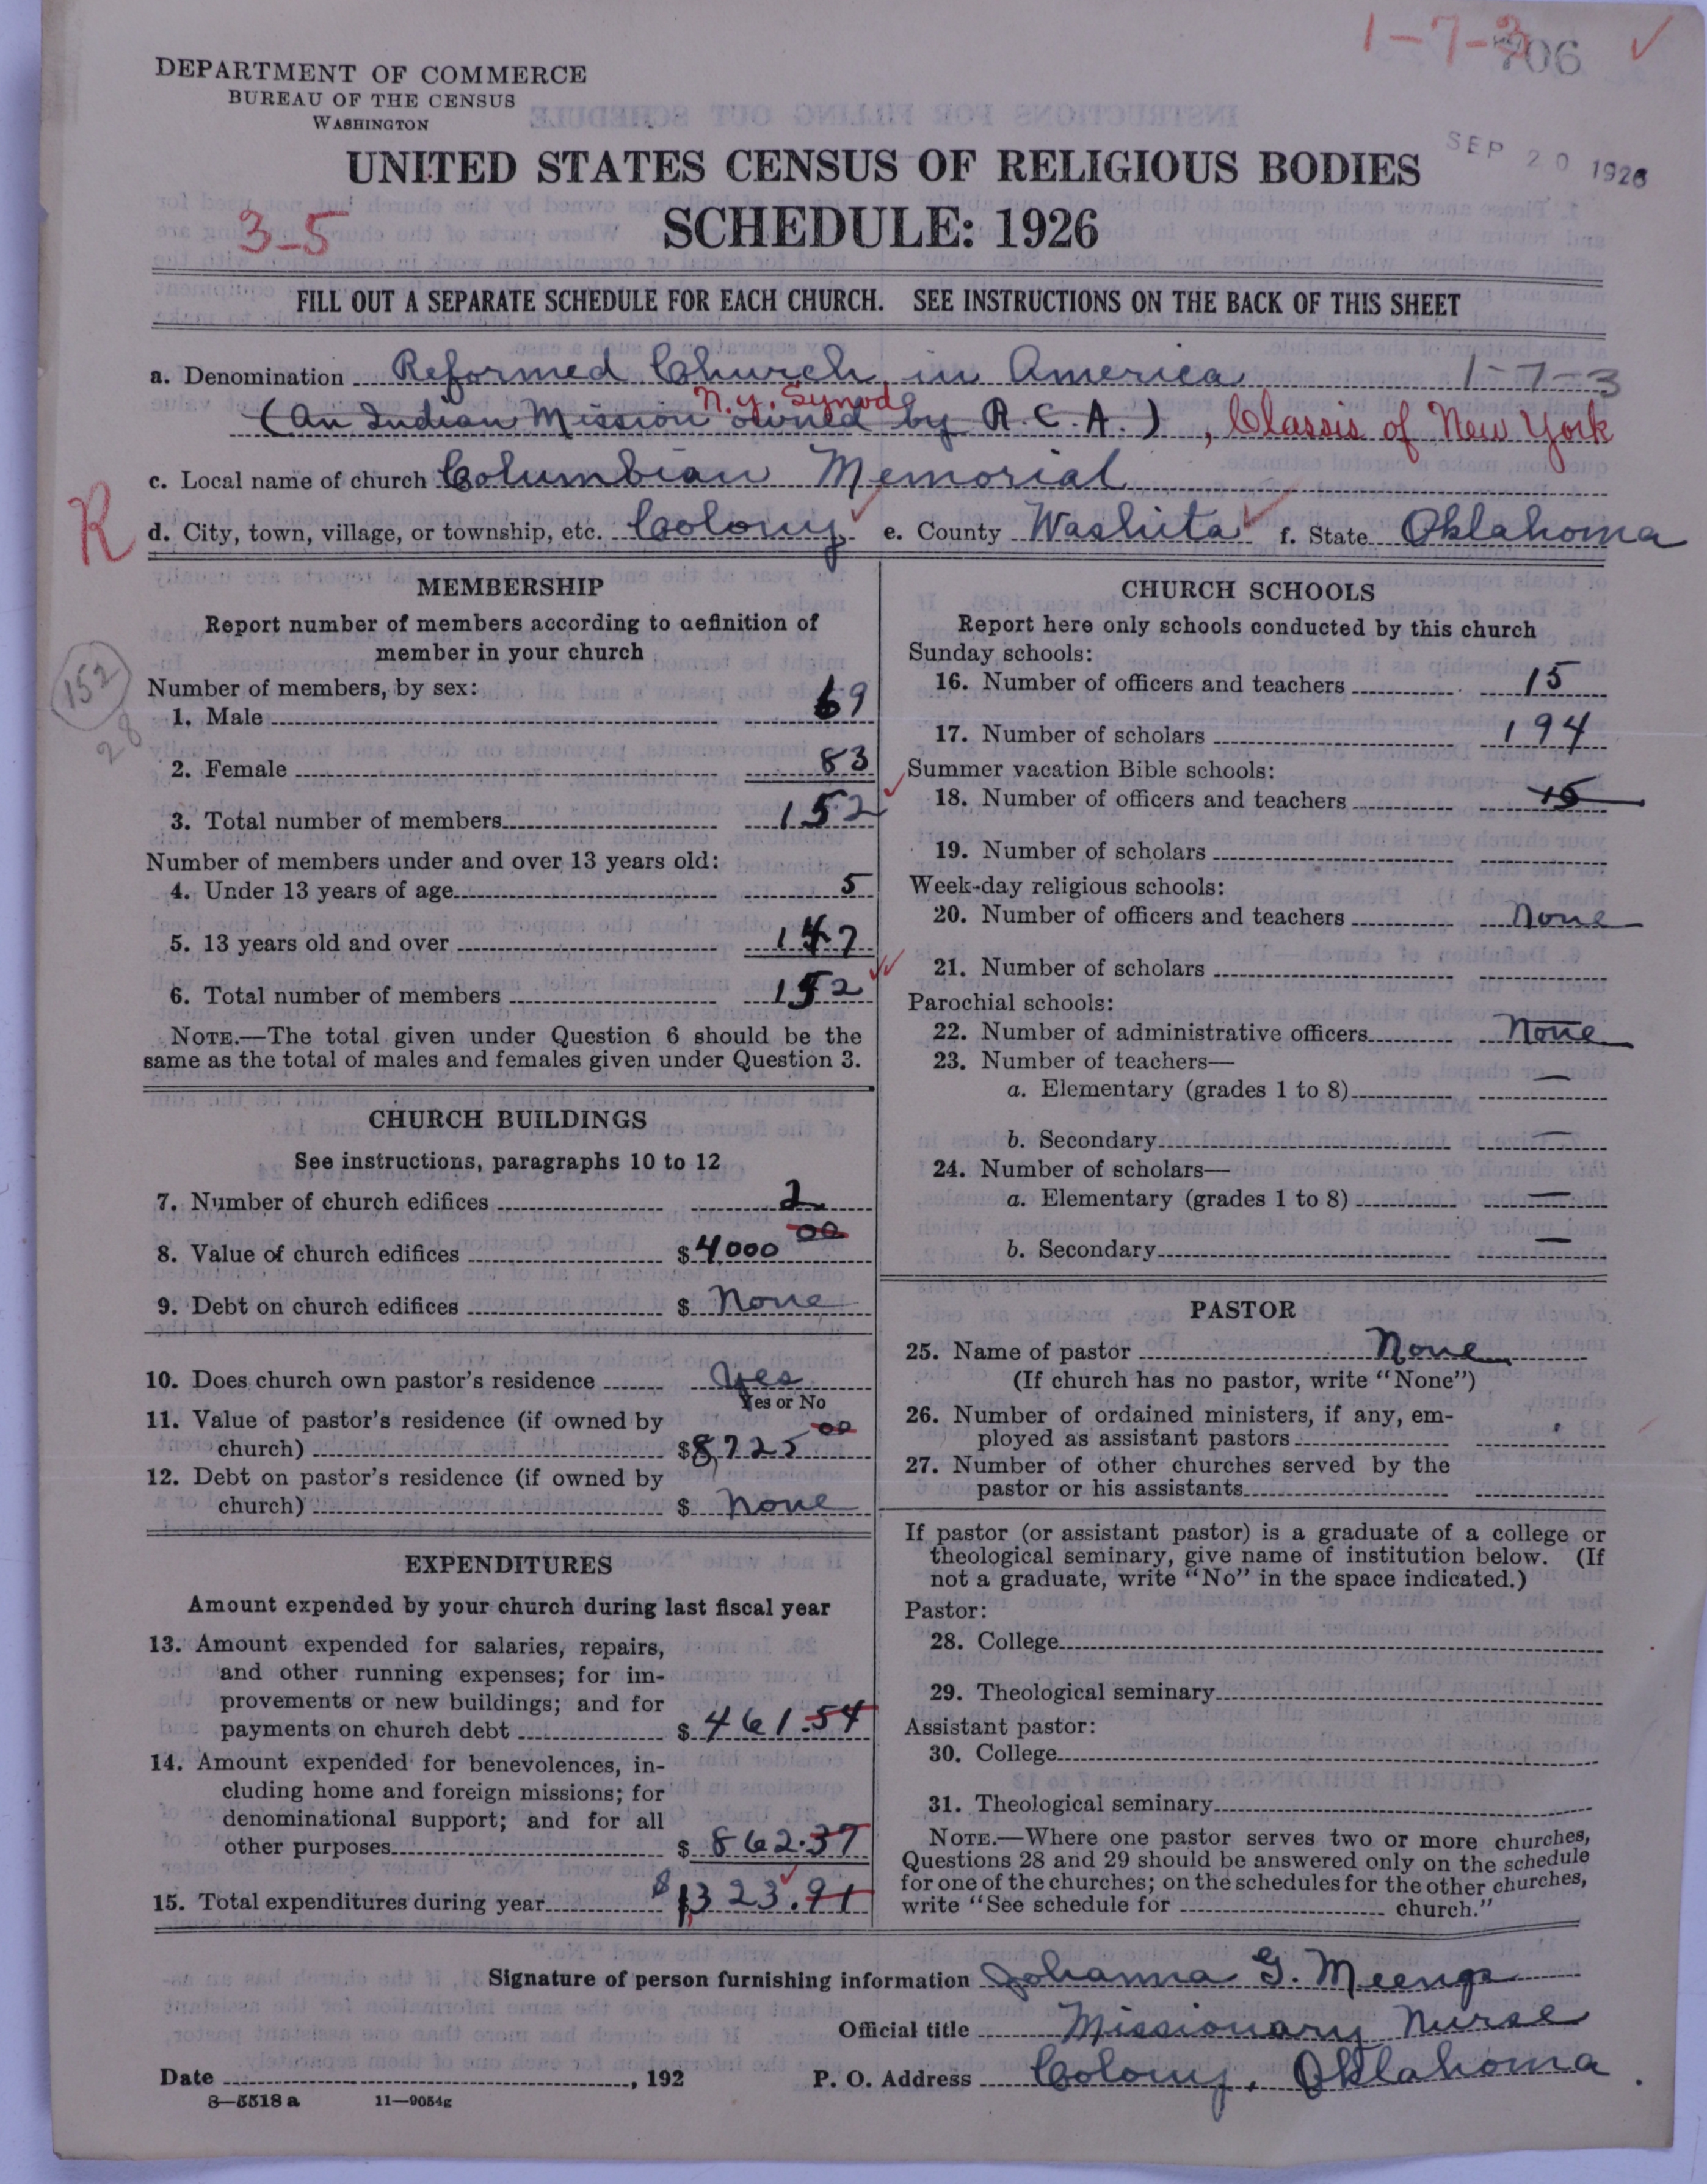 1-7-3
706
DEPARTMENT OF COMMERCE
BUREAU OF THE CENSUS
WASHINGTON
SEP 20 1926
UNITED STATES CENSUS OF RELIGIOUS BODIES
3-5
SCHEDULE: 1926
FILL OUT A SEPARATE SCHEDULE FOR EACH CHURCH. SEE INSTRUCTIONS ON THE BACK OF THIS SHEET
a. Denomination Reformed Church in America 1-7-3
N.Y. Synod
(An Indian Mission owned by R.C.A.), Classis of New York
c. Local name of church Columbian Memorial
R
d. City, town, village, or township, etc. Colony, e. County Washita f. State Oklahoma
MEMBERSHIP
Report number of members according to definition of
member in your church
152
28
Number of members, by sex:
1. Male 69
2. Female 83
3. Total number of members 152
Number of members under and over 13 years old:
4. Under 13 years of age 5
5. 13 years old and over 147
6. Total number of members 152
NOTE.—The total given under Question 6 should be the
same as the total of males and females given under Question 3.
CHURCH BUILDINGS
See instructions, paragraphs 10 to 12
7. Number of church edifices 2
8. Value of church edifices $4000 00
9. Debt on church edifices $ None
10. Does church own pastor's residence Yes
Yes or No
11. Value of pastor's residence (if owned by
church) $8,725 00
12. Debt on pastor's residence (if owned by
church) $ None
EXPENDITURES
Amount expended by your church during last fiscal year
13. Amount expended for salaries, repairs,
and other running expenses; for im-
provements or new buildings; and for
payments on church debt $ 461.54
14. Amount expended for benevolences, in-
cluding home and foreign missions; for
denominational support; and for all
other purposes $ 862.37
15. Total expenditures during year $ 1,323.91
CHURCH SCHOOLS
Report here only schools conducted by this church
Sunday schools:
16. Number of officers and teachers 15
17. Number of scholars 194
Summer vacation Bible schools:
18. Number of officers and teachers 15
19. Number of scholars
Week-day religious schools:
20. Number of officers and teachers None
21. Number of scholars
Parochial schools:
22. Number of administrative officers None
23. Number of teachers—
a. Elementary (grades 1 to 8) —
b. Secondary —
24. Number of scholars—
a. Elementary (grades 1 to 8) —
b. Secondary —
PASTOR
25. Name of pastor None
(If church has no pastor, write "None")
26. Number of ordained ministers, if any, em-
ployed as assistant pastors
27. Number of other churches served by the
pastor or his assistants
If pastor (or assistant pastor) is a graduate of a college or
theological seminary, give name of institution below. (If
not a graduate, write "No" in the space indicated.)
Pastor:
28. College
29. Theological seminary
Assistant pastor:
30. College
31. Theological seminary
NOTE.—Where one pastor serves two or more churches,
Questions 28 and 29 should be answered only on the schedule
for one of the churches; on the schedules for the other churches,
write "See schedule for church."
Signature of person furnishing information Johanna G. Meenge
Official title Missionary Nurse
Date , 192 P. O. Address Colony, Oklahoma.
8—5518 a 11—9054g